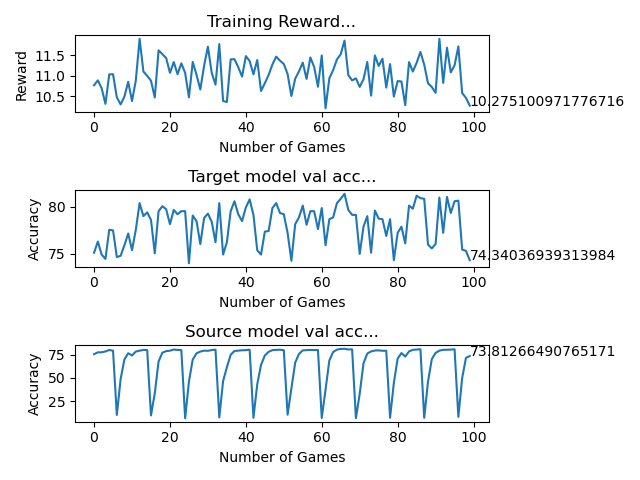 Training Reward...
Reward
11.5
11.0
10.5
10.275100971776716
0 20 40 60 80 100
Number of Games
Target model val acc...
Accuracy
80
75
74.34036939313984
0 20 40 60 80 100
Number of Games
Source model val acc...
Accuracy
75
50
25
73.81266490765171
0 20 40 60 80 100
Number of Games